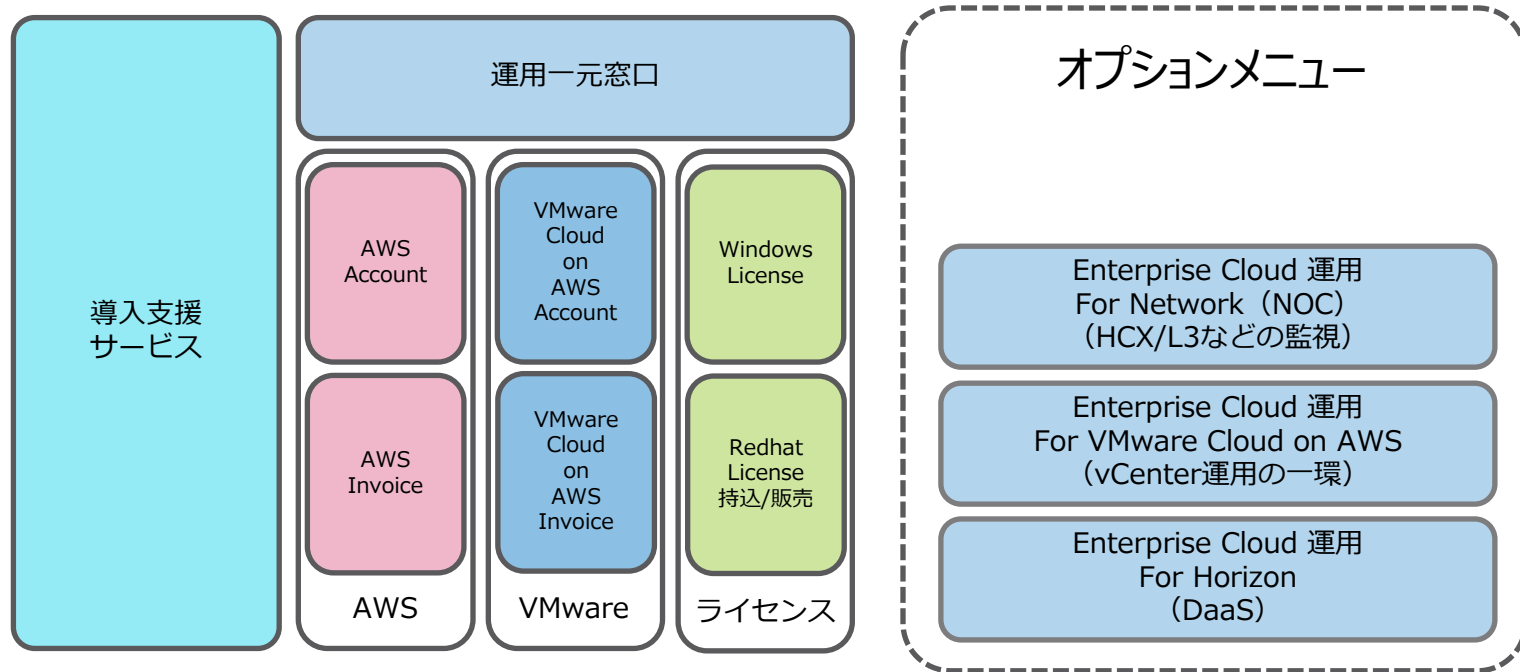 導入支援
サービス
運用一元窓口
AWS
Account
AWS
Invoice
AWS
VMware
Cloud
on
AWS
Account
VMware
Cloud
on
AWS
Invoice
VMware
Windows
License
Redhat
License
持込/販売
ライセンス
オプションメニュー
Enterprise Cloud 運用
For Network（NOC）
（HCX/L3などの監視）
Enterprise Cloud 運用
For VMware Cloud on AWS
（vCenter運用の一環）
Enterprise Cloud 運用
For Horizon
（DaaS）